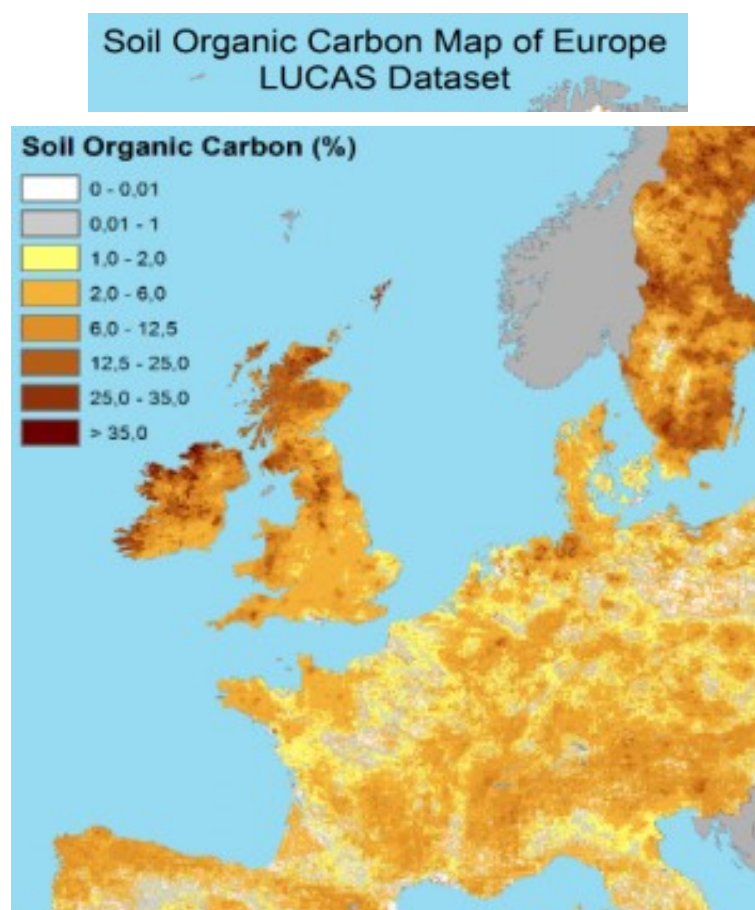 Soil Organic Carbon Map of Europe
LUCAS Dataset
Soil Organic Carbon (%)
0 - 0,01
0,01 - 1
1,0 - 2,0
2,0 - 6,0
6,0 - 12,5
12,5 - 25,0
25,0 - 35,0
> 35,0